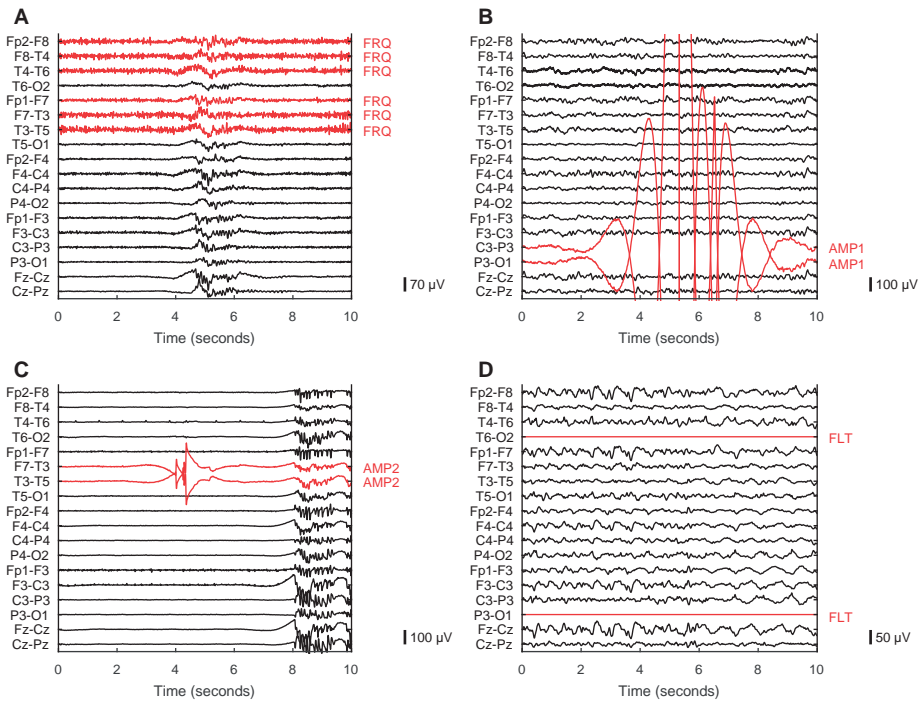 A
Fp2-F8 FRQ
F8-T4 FRQ
T4-T6 FRQ
T6-O2
Fp1-F7 FRQ
F7-T3 FRQ
T3-T5 FRQ
T5-O1
Fp2-F4
F4-C4
C4-P4
P4-O2
Fp1-F3
F3-C3
C3-P3
P3-O1
Fz-Cz
Cz-Pz
70 µV
0 2 4 6 8 10
Time (seconds)
B
Fp2-F8
F8-T4
T4-T6
T6-O2
Fp1-F7
F7-T3
T3-T5
T5-O1
Fp2-F4
F4-C4
C4-P4
P4-O2
Fp1-F3
F3-C3
C3-P3 AMP1
P3-O1 AMP1
Fz-Cz
Cz-Pz
100 µV
0 2 4 6 8 10
Time (seconds)
C
Fp2-F8
F8-T4
T4-T6
T6-O2
Fp1-F7
F7-T3 AMP2
T3-T5 AMP2
T5-O1
Fp2-F4
F4-C4
C4-P4
P4-O2
Fp1-F3
F3-C3
C3-P3
P3-O1
Fz-Cz
Cz-Pz
100 µV
0 2 4 6 8 10
Time (seconds)
D
Fp2-F8
F8-T4
T4-T6
T6-O2 FLT
Fp1-F7
F7-T3
T3-T5
T5-O1
Fp2-F4
F4-C4
C4-P4
P4-O2
Fp1-F3
F3-C3
C3-P3
P3-O1 FLT
Fz-Cz
Cz-Pz
50 µV
0 2 4 6 8 10
Time (seconds)